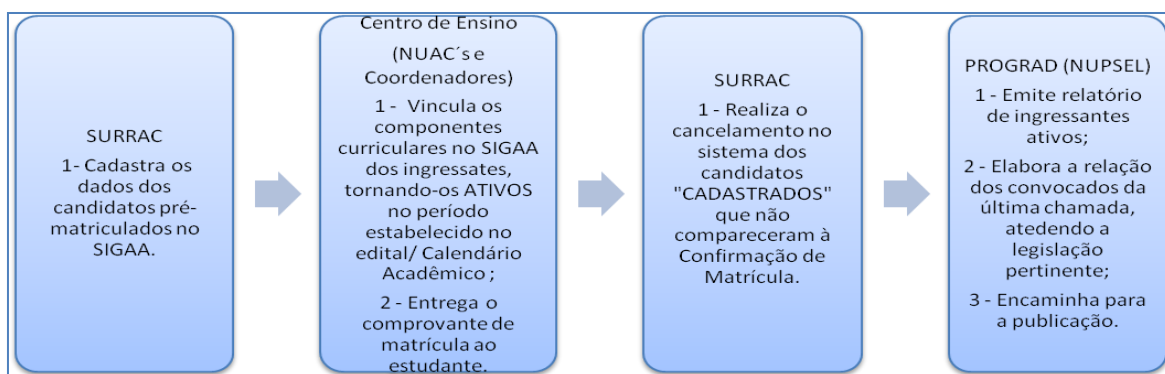 SURRAC
1- Cadastra os
dados dos
candidatos pré-
matriculados no
SIGAA.
Centro de Ensino
(NUAC´s e
Coordenadores)
1 -  Vincula os
componentes
curriculares no SIGAA
dos ingressates,
tornando-os ATIVOS
no período
estabelecido no
edital/ Calendário
Acadêmico ;
2 - Entrega o
comprovante de
matrícula ao
estudante.
SURRAC
1 - Realiza o
cancelamento no
sistema dos
candidatos
"CADASTRADOS"
que não
compareceram à
Confirmação de
Matrícula.
PROGRAD (NUPSEL)
1 - Emite relatório
de ingressantes
ativos;
2 - Elabora a relação
dos convocados da
última chamada,
atedendo a
legislação
pertinente;
3 - Encaminha para
a publicação.